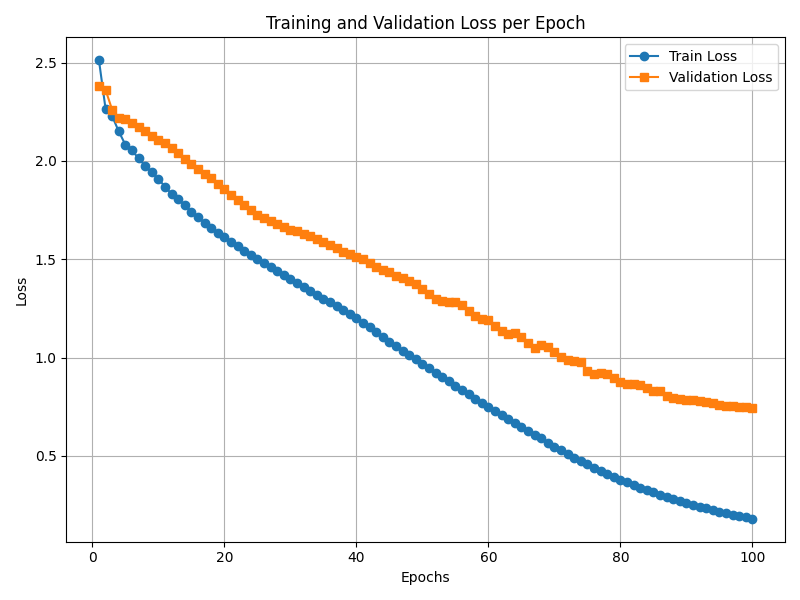 Training and Validation Loss per Epoch
Train Loss
Validation Loss
2.5
2.0
1.5
1.0
0.5
Loss
0 20 40 60 80 100
Epochs